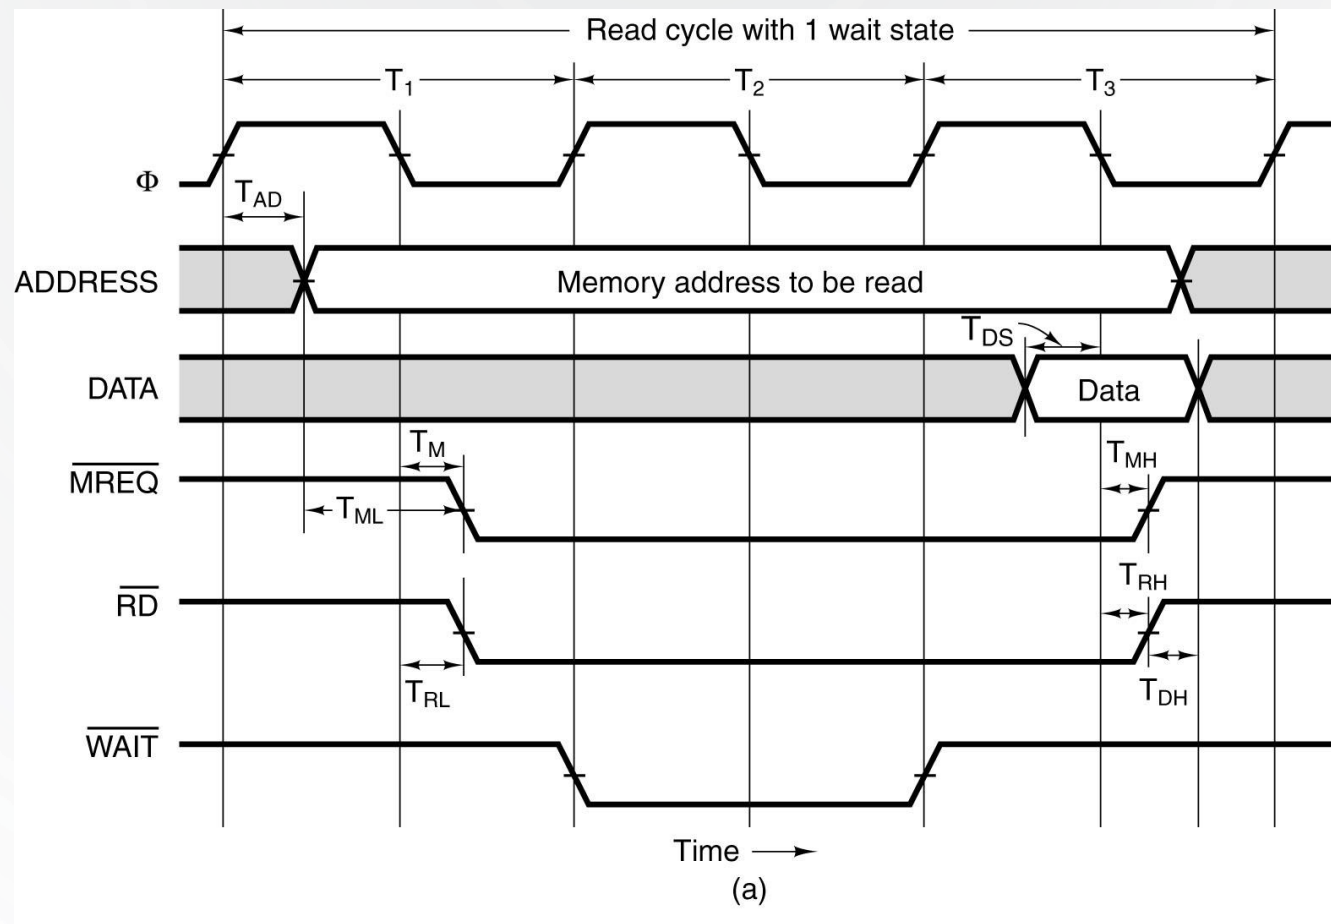 Read cycle with 1 wait state
T1 T2 T3
Φ
TAD
ADDRESS
Memory address to be read
TDS
DATA
Data
TM
TMH
MREQ
TML
TRH
RD
TRL
TDH
WAIT
Time
(a)